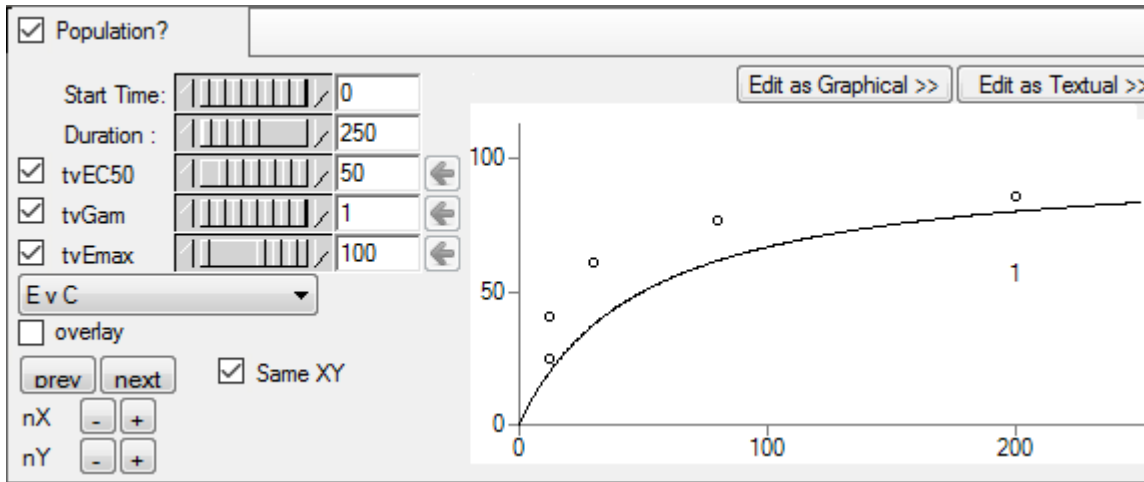 Population?
Edit as Graphical >> Edit as Textual >>
Start Time: 0
Duration : 250
tvEC50 50
tvGam 1
tvEmax 100
E v C
overlay
prev next Same XY
nX - +
nY - +
100
50
0
0 100 200
1